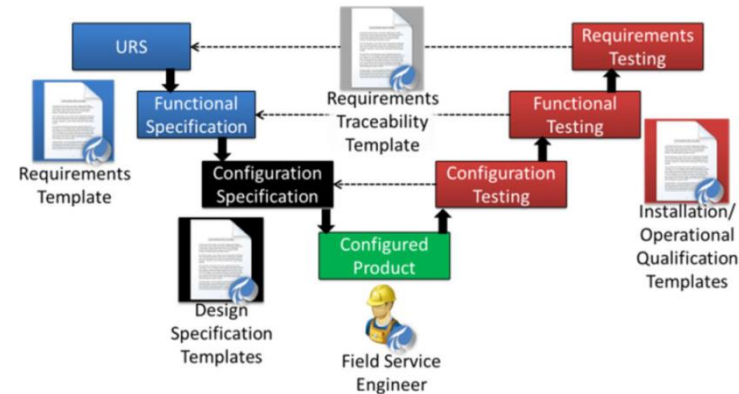 URS
Requirements
Testing
Requirements
Traceability
Template
Functional
Specification
Functional
Testing
Requirements
Template
Configuration
Specification
Configuration
Testing
Installation/
Operational
Qualification
Templates
Configured
Product
Design
Specification
Templates
Field Service
Engineer